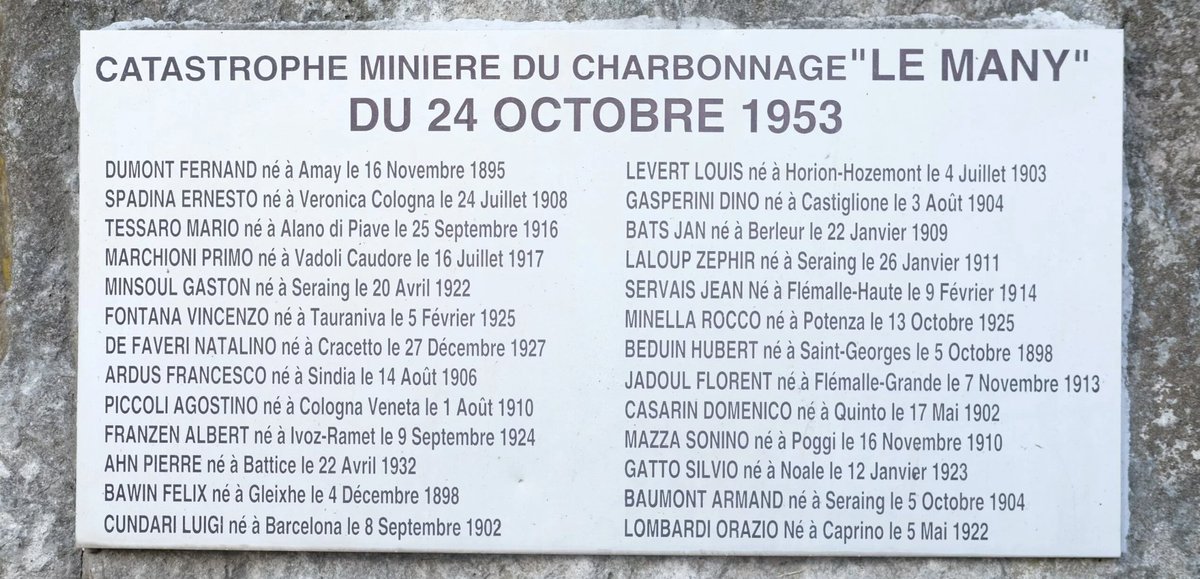 CATASTROPHE MINIERE DU CHARBONNAGE "LE MANY"
DU 24 OCTOBRE 1953
DUMONT FERNAND né à Amay le 16 Novembre 1895
SPADINA ERNESTO né à Veronica Cologna le 24 Juillet 1908
TESSARO MARIO né à Alano di Piave le 25 Septembre 1916
MARCHIONI PRIMO né à Vadoli Caudore le 16 Juillet 1917
MINSOUL GASTON né à Seraing le 20 Avril 1922
FONTANA VINCENZO né à Tauraniva le 5 Février 1925
DE FAVERI NATALINO né à Cracetto le 27 Décembre 1927
ARDUS FRANCESCO né à Sindia le 14 Août 1906
PICCOLI AGOSTINO né à Cologna Veneta le 1 Août 1910
FRANZEN ALBERT né à Ivoz-Ramet le 9 Septembre 1924
AHN PIERRE né à Battice le 22 Avril 1932
BAWIN FELIX né à Gleixhe le 4 Décembre 1898
CUNDARI LUIGI né à Barcelona le 8 Septembre 1902
LEVERT LOUIS né à Horion-Hozemont le 4 Juillet 1903
GASPERINI DINO né à Castiglione le 3 Août 1904
BATS JAN né à Berleur le 22 Janvier 1909
LALOUP ZEPHIR né à Seraing le 26 Janvier 1911
SERVAIS JEAN Né à Flémalle-Haute le 9 Février 1914
MINELLA ROCCO né à Potenza le 13 Octobre 1925
BEDUIN HUBERT né à Saint-Georges le 5 Octobre 1898
JADOUL FLORENT né à Flémalle-Grande le 7 Novembre 1913
CASARIN DOMENICO né à Quinto le 17 Mai 1902
MAZZA SONINO né à Poggi le 16 Novembre 1910
GATTO SILVIO né à Noale le 12 Janvier 1923
BAUMONT ARMAND né à Seraing le 5 Octobre 1904
LOMBARDI ORAZIO Né à Caprino le 5 Mai 1922